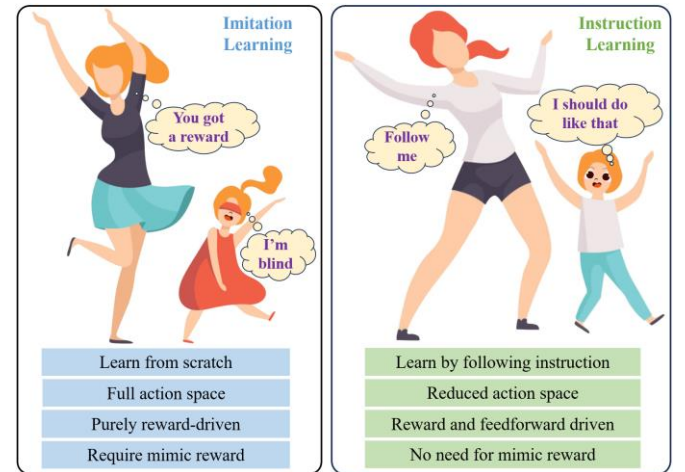 Imitation
Learning
You got
a reward
I'm
blind
Learn from scratch
Full action space
Purely reward-driven
Require mimic reward
Instruction
Learning
Follow
me
I should do
like that
Learn by following instruction
Reduced action space
Reward and feedforward driven
No need for mimic reward